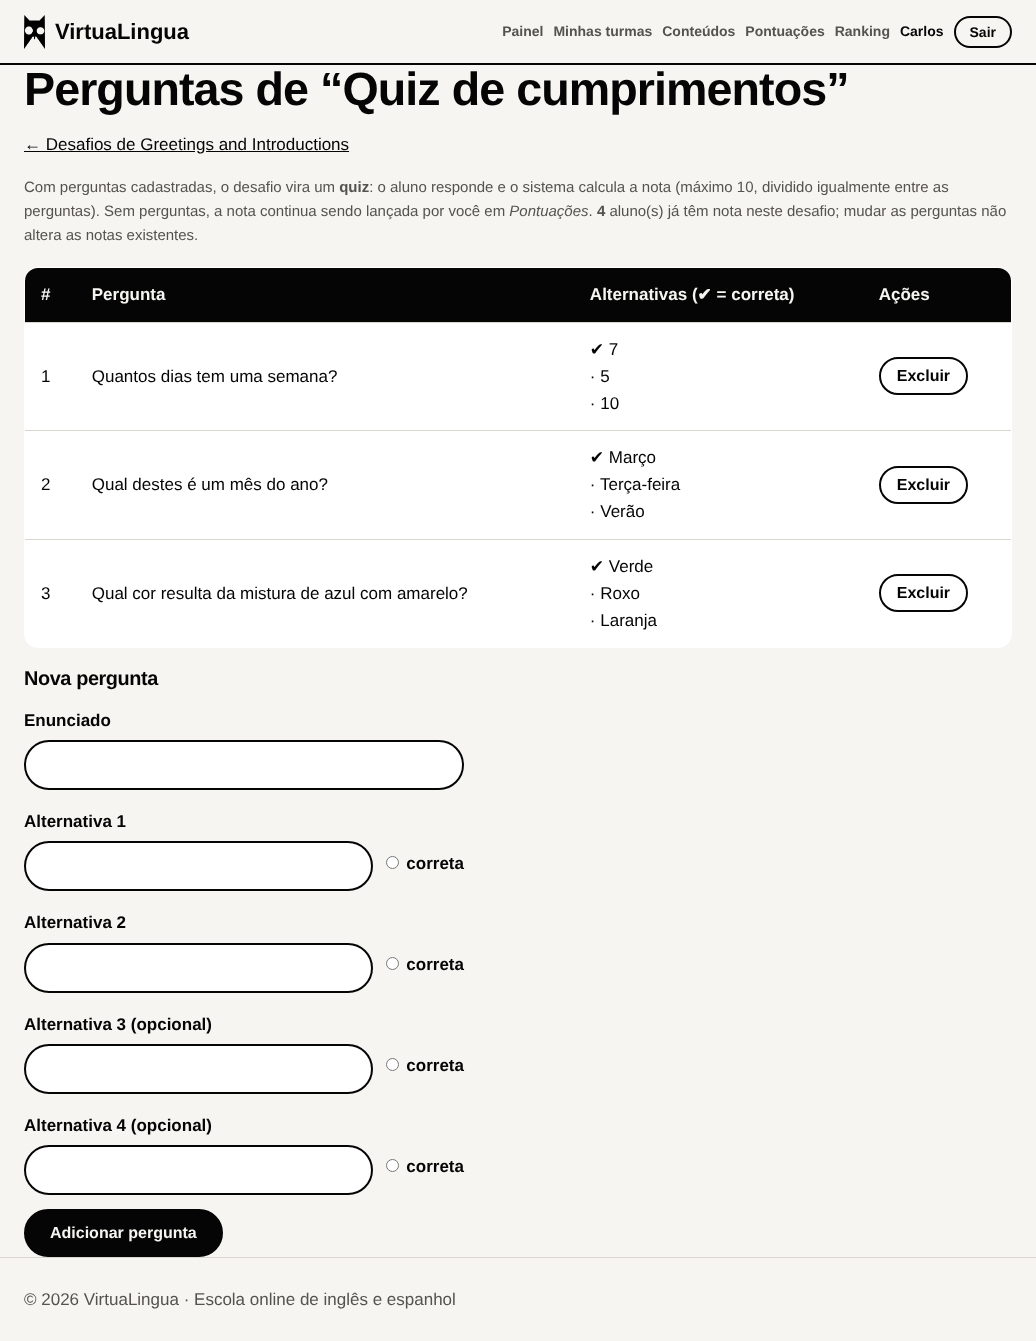 VirtuaLingua
Painel Minhas turmas Conteúdos Pontuações Ranking Carlos Sair
Perguntas de “Quiz de cumprimentos”
← Desafios de Greetings and Introductions
Com perguntas cadastradas, o desafio vira um quiz: o aluno responde e o sistema calcula a nota (máximo 10, dividido igualmente entre as
perguntas). Sem perguntas, a nota continua sendo lançada por você em Pontuações. 4 aluno(s) já têm nota neste desafio; mudar as perguntas não
altera as notas existentes.
# Pergunta Alternativas (✔ = correta) Ações
1 Quantos dias tem uma semana?
✔ 7
· 5
· 10
Excluir
2 Qual destes é um mês do ano?
✔ Março
· Terça-feira
· Verão
Excluir
3 Qual cor resulta da mistura de azul com amarelo?
✔ Verde
· Roxo
· Laranja
Excluir
Nova pergunta
Enunciado
Alternativa 1
correta
Alternativa 2
correta
Alternativa 3 (opcional)
correta
Alternativa 4 (opcional)
correta
Adicionar pergunta
© 2026 VirtuaLingua · Escola online de inglês e espanhol